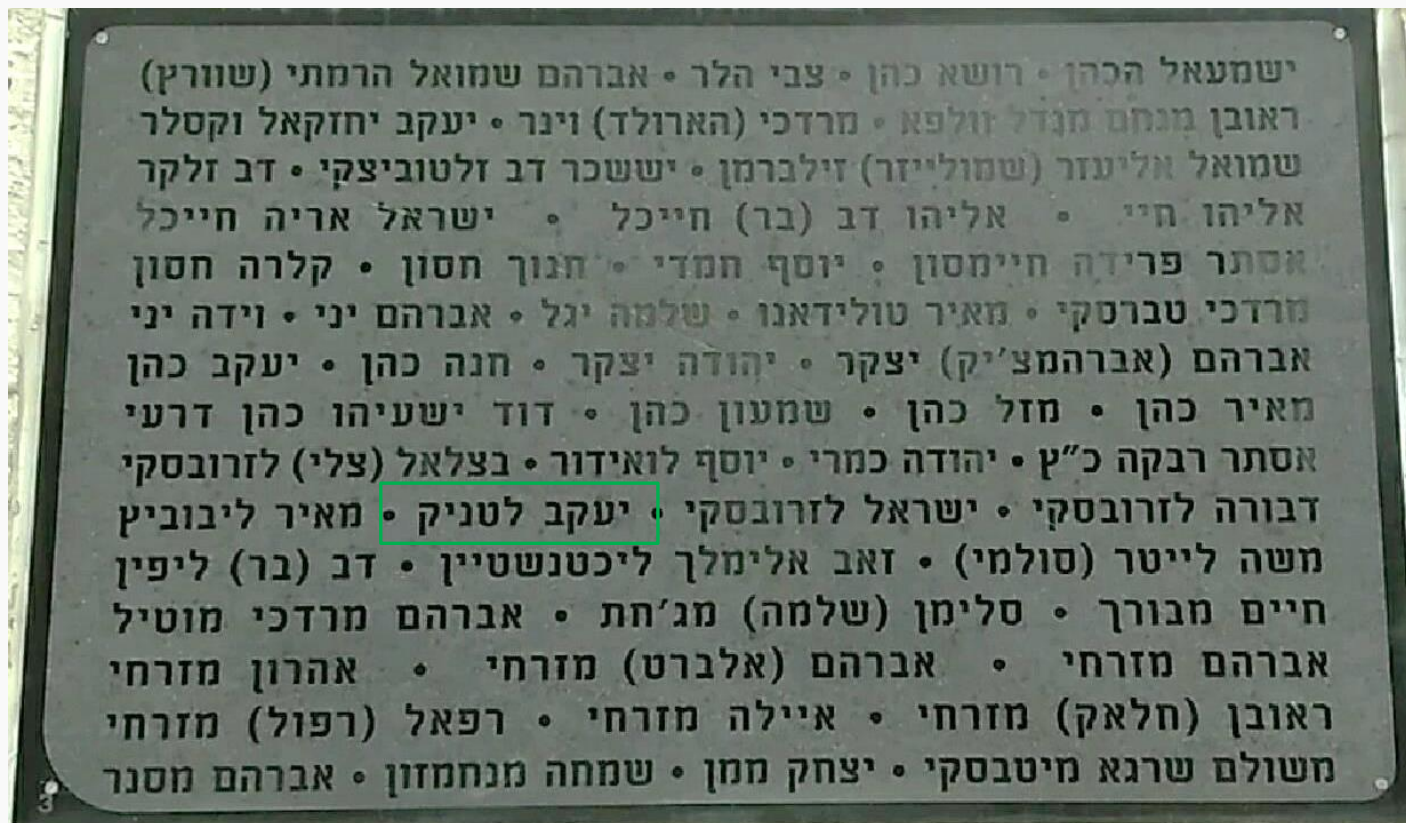 ישמעאל הכהן • רושא כהן • צבי הלר • אברהם שמואל הרמתי (שוורץ)
ראובן מנחם מנדל וולפא • מרדכי (הארולד) וינר • יעקב יחזקאל וקסלר
שמואל אליעזר (שמולייזר) זילברמן • יששכר דב זלטוביצקי • דב זלקר
אליהו חיי • אליהו דב (בר) חייכל • ישראל אריה חייכל
אסתר פרידה חיימסון • יוסף חמדי • חנוך חסון • קלרה חסון
מרדכי טברסקי • מאיר טולידאנו • שלמה יגל • אברהם יני • וידה יני
אברהם (אברהמצ׳יק) יצקר • יהודה יצקר • חנה כהן • יעקב כהן
מאיר כהן • מזל כהן • שמעון כהן • דוד ישעיהו כהן דרעי
אסתר רבקה כ״ץ • יהודה כמרי • יוסף לואידור • בצלאל (צלי) לזרובסקי
דבורה לזרובסקי • ישראל לזרובסקי • יעקב לטניק • מאיר ליבוביץ
משה לייטר (סולמי) • זאב אלימלך ליכטנשטיין • דב (בר) ליפין
חיים מבורך • סלימן (שלמה) מג׳חת • אברהם מרדכי מוטיל
אברהם מזרחי • אברהם (אלברט) מזרחי • אהרון מזרחי
ראובן (חלאק) מזרחי • איילה מזרחי • רפאל (רפול) מזרחי
משולם שרגא מיטבסקי • יצחק ממן • שמחה מנחמזון • אברהם מסנר
3